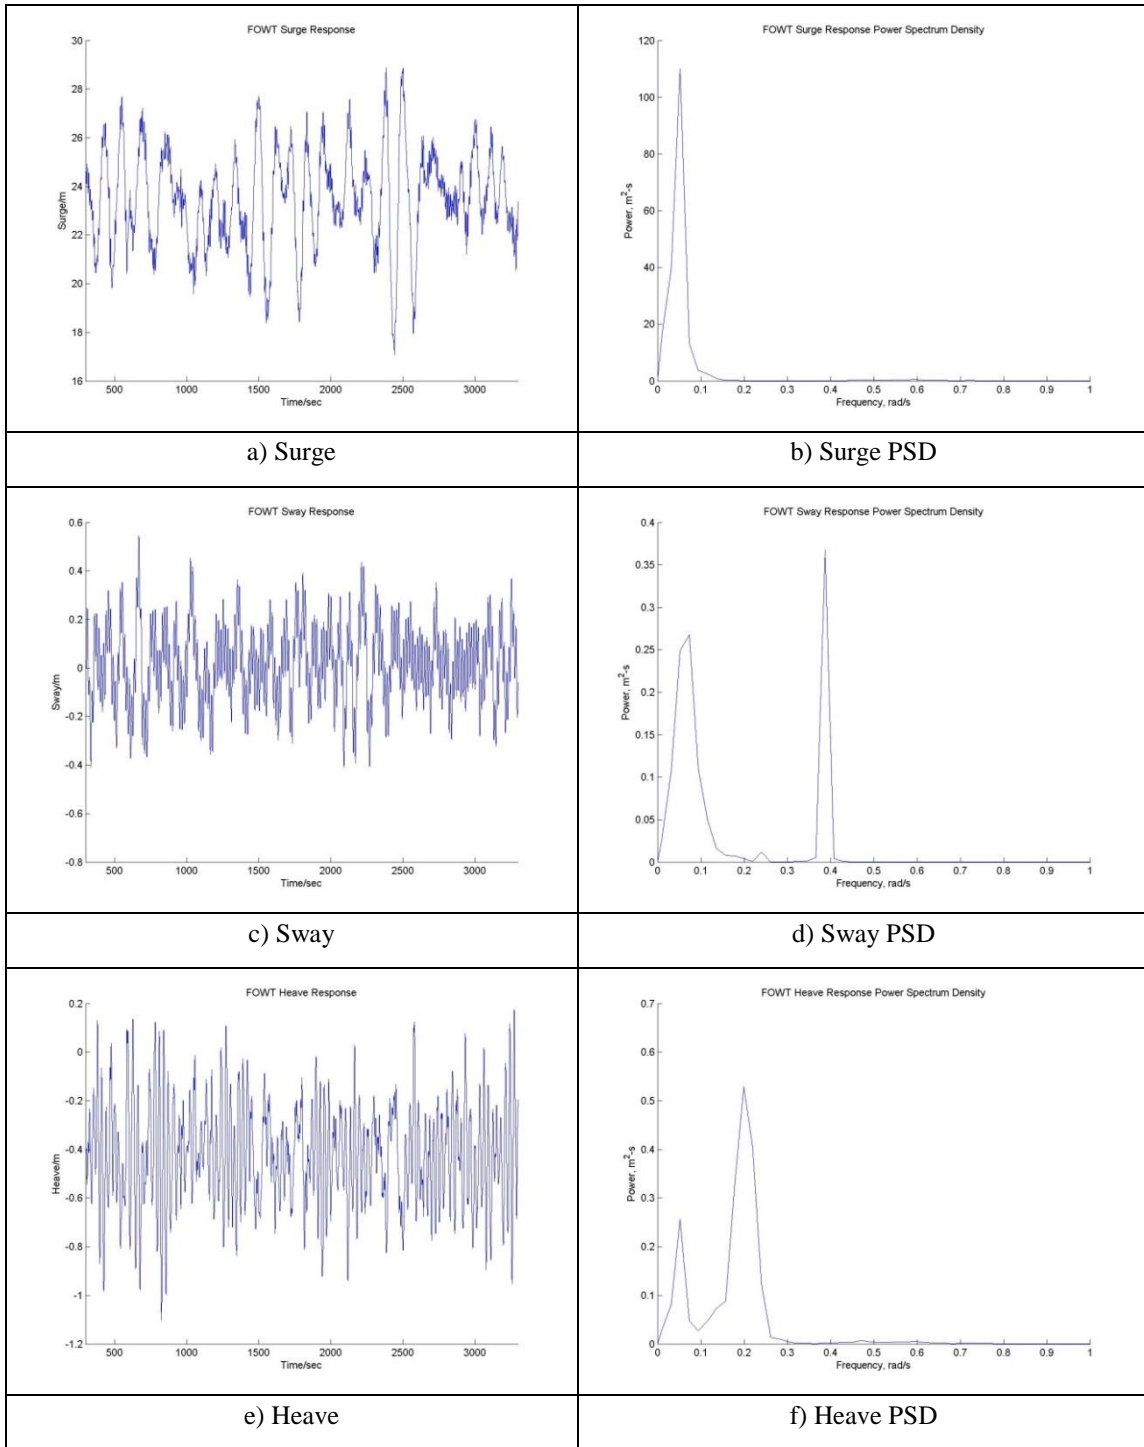 FOWT Surge Response
30
28
26
24
22
20
18
16
Surge/m
500 1000 1500 2000 2500 3000
Time/sec
FOWT Surge Response Power Spectrum Density
120
100
80
60
40
20
0
Power, m²-s
0 0.1 0.2 0.3 0.4 0.5 0.6 0.7 0.8 0.9 1
Frequency, rad/s
a) Surge
b) Surge PSD
FOWT Sway Response
0.6
0.4
0.2
0
-0.2
-0.4
-0.6
-0.8
Sway/m
500 1000 1500 2000 2500 3000
Time/sec
FOWT Sway Response Power Spectrum Density
0.4
0.35
0.3
0.25
0.2
0.15
0.1
0.05
0
Power, m²-s
0 0.1 0.2 0.3 0.4 0.5 0.6 0.7 0.8 0.9 1
Frequency, rad/s
c) Sway
d) Sway PSD
FOWT Heave Response
0.2
0
-0.2
-0.4
-0.6
-0.8
-1
-1.2
Heave/m
500 1000 1500 2000 2500 3000
Time/sec
FOWT Heave Response Power Spectrum Density
0.7
0.6
0.5
0.4
0.3
0.2
0.1
0
Power, m²-s
0 0.1 0.2 0.3 0.4 0.5 0.6 0.7 0.8 0.9 1
Frequency, rad/s
e) Heave
f) Heave PSD